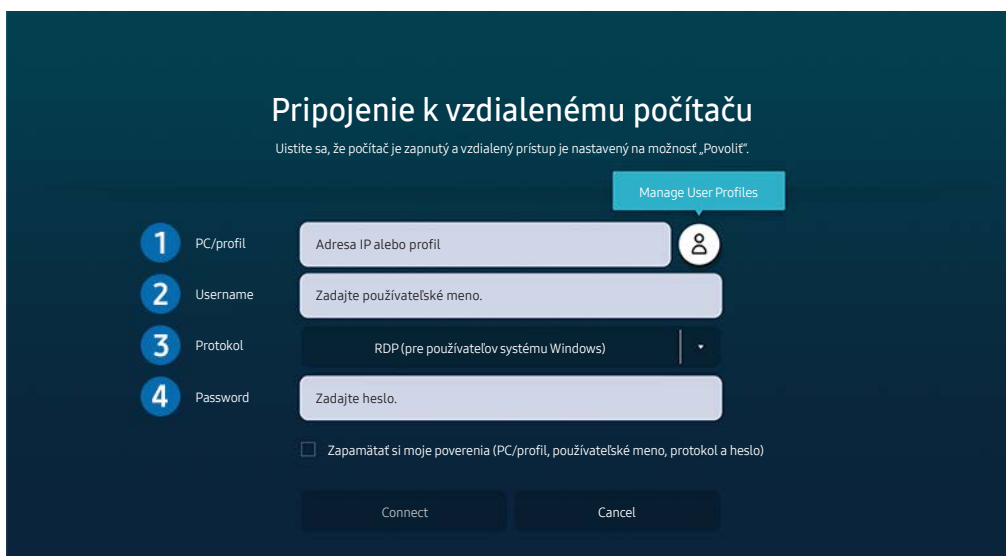 Pripojenie k vzdialenému počítaču
Uistite sa, že počítač je zapnutý a vzdialený prístup je nastavený na možnosť „Povoliť“.
Manage User Profiles
1 PC/profil Adresa IP alebo profil
2 Username Zadajte používateľské meno.
3 Protokol RDP (pre používateľov systému Windows)
4 Password Zadajte heslo.
Zapamätať si moje poverenia (PC/profil, používateľské meno, protokol a heslo)
Connect Cancel